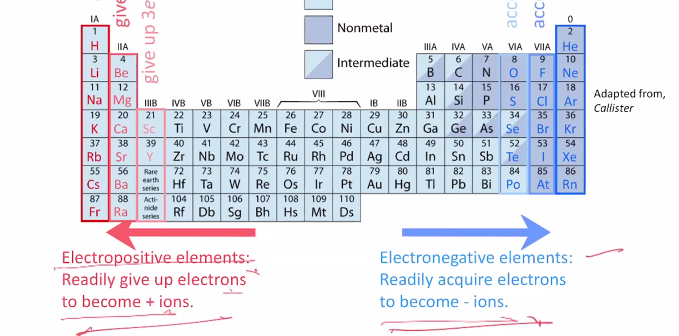 give
give up 3e
acc
acc
Nonmetal
Intermediate
IA
IIA
IIIB
IVB
VB
VIB
VIIB
VIII
IB
IIB
IIIA
IVA
VA
VIA
VIIA
0
1 2
H He
3 4 5 6 7 8 9 10
Li Be B C N O F Ne
11 12 13 14 15 16 17 18
Na Mg Al Si P S Cl Ar
19 20 21 22 23 24 25 26 27 28 29 30 31 32 33 34 35 36
K Ca Sc Ti V Cr Mn Fe Co Ni Cu Zn Ga Ge As Se Br Kr
37 38 39 40 41 42 43 44 45 46 47 48 49 50 51 52 53 54
Rb Sr Y Zr Nb Mo Tc Ru Rh Pd Ag Cd In Sn Sb Te I Xe
55 56 Rare earth series 72 73 74 75 76 77 78 79 80 81 82 83 84 85 86
Cs Ba Hf Ta W Re Os Ir Pt Au Hg Tl Pb Bi Po At Rn
87 88 Acti-nide series 104 105 106 107 108 109 110
Fr Ra Rf Db Sg Bh Hs Mt Ds
Adapted from,
Callister
Electropositive elements:
Readily give up electrons
to become + ions.
Electronegative elements:
Readily acquire electrons
to become - ions.